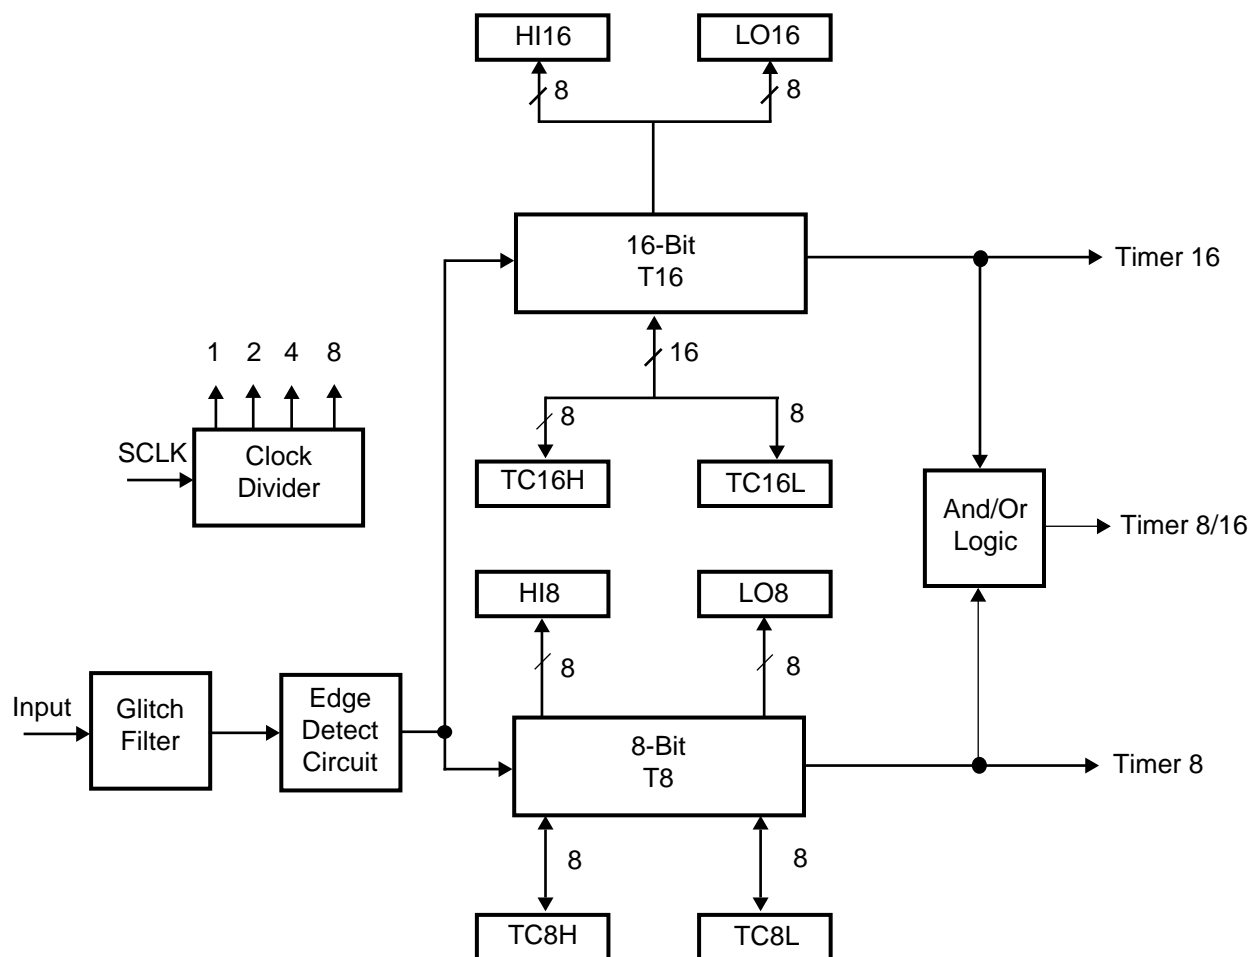 HI16
LO16
8
8
16-Bit
T16
Timer 16
16
1
2
4
8
8
8
SCLK
Clock
Divider
TC16H
TC16L
And/Or
Logic
Timer 8/16
HI8
LO8
8
8
Input
Glitch
Filter
Edge
Detect
Circuit
8-Bit
T8
Timer 8
8
8
TC8H
TC8L